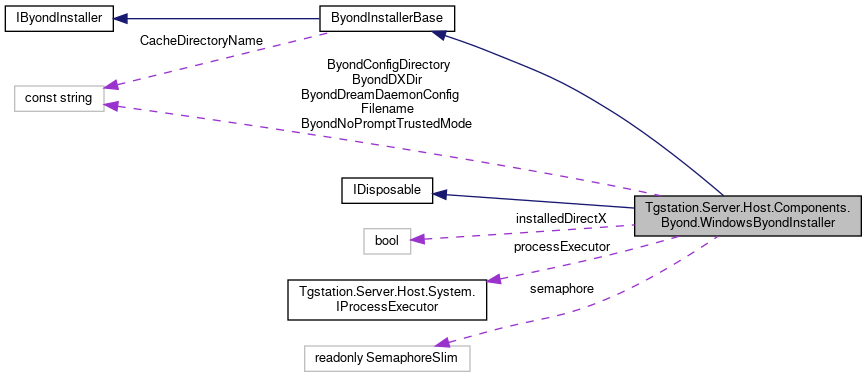 IByondInstaller
ByondInstallerBase
CacheDirectoryName
const string
ByondConfigDirectory
ByondDXDir
ByondDreamDaemonConfig
Filename
ByondNoPromptTrustedMode
IDisposable
Tgstation.Server.Host.Components.
Byond.WindowsByondInstaller
installedDirectX
bool
processExecutor
Tgstation.Server.Host.System.
IProcessExecutor
semaphore
readonly SemaphoreSlim